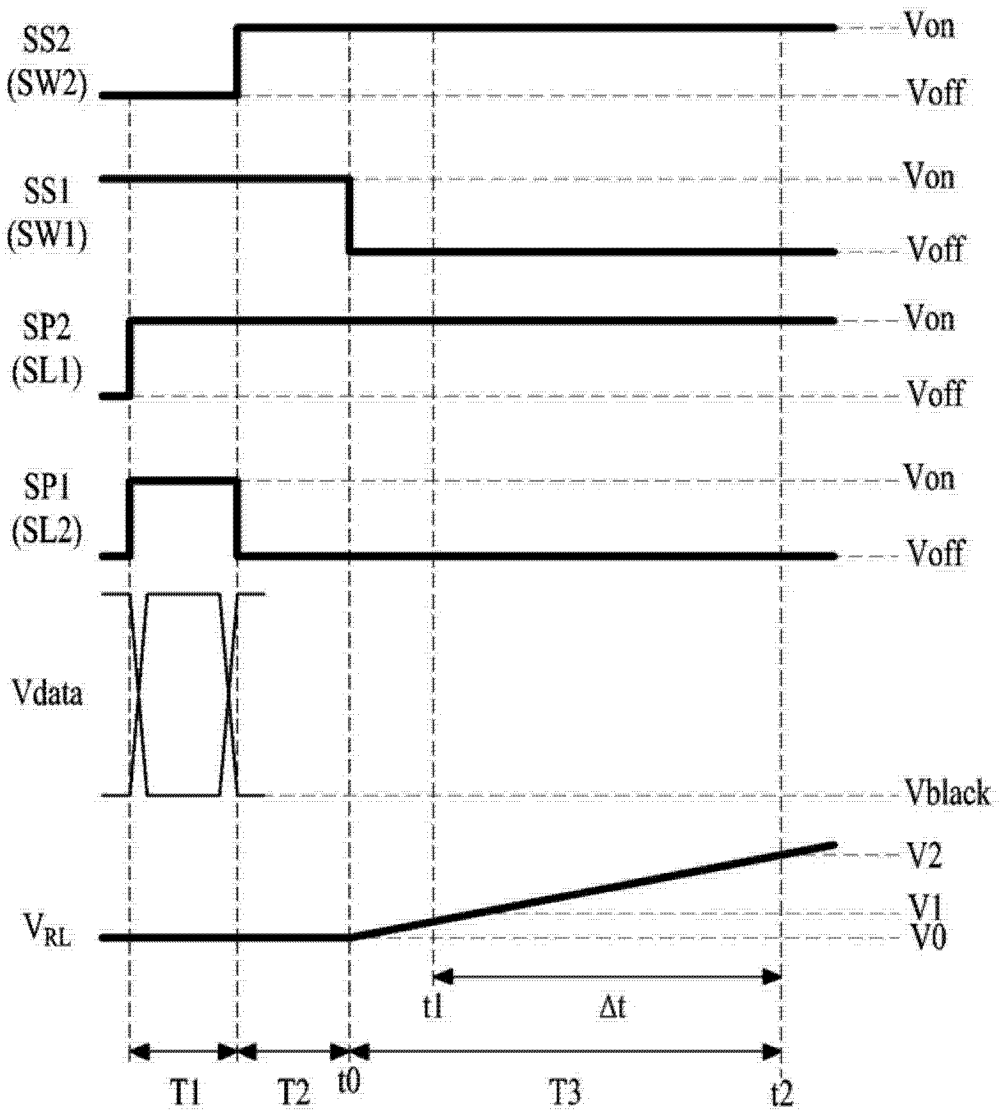 SS2
(SW2)
Von
Voff
SS1
(SW1)
Von
Voff
SP2
(SL1)
Von
Voff
SP1
(SL2)
Von
Voff
Vdata
Vblack
V2
V1
VRL
V0
t1
Δt
T1
T2
t0
T3
t2